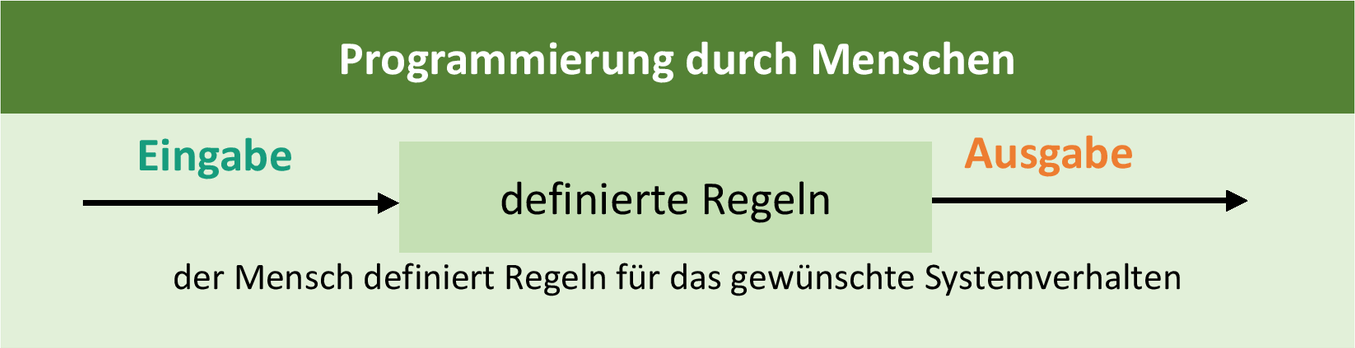 Programmierung durch Menschen
Eingabe
Ausgabe
definierte Regeln
der Mensch definiert Regeln für das gewünschte Systemverhalten